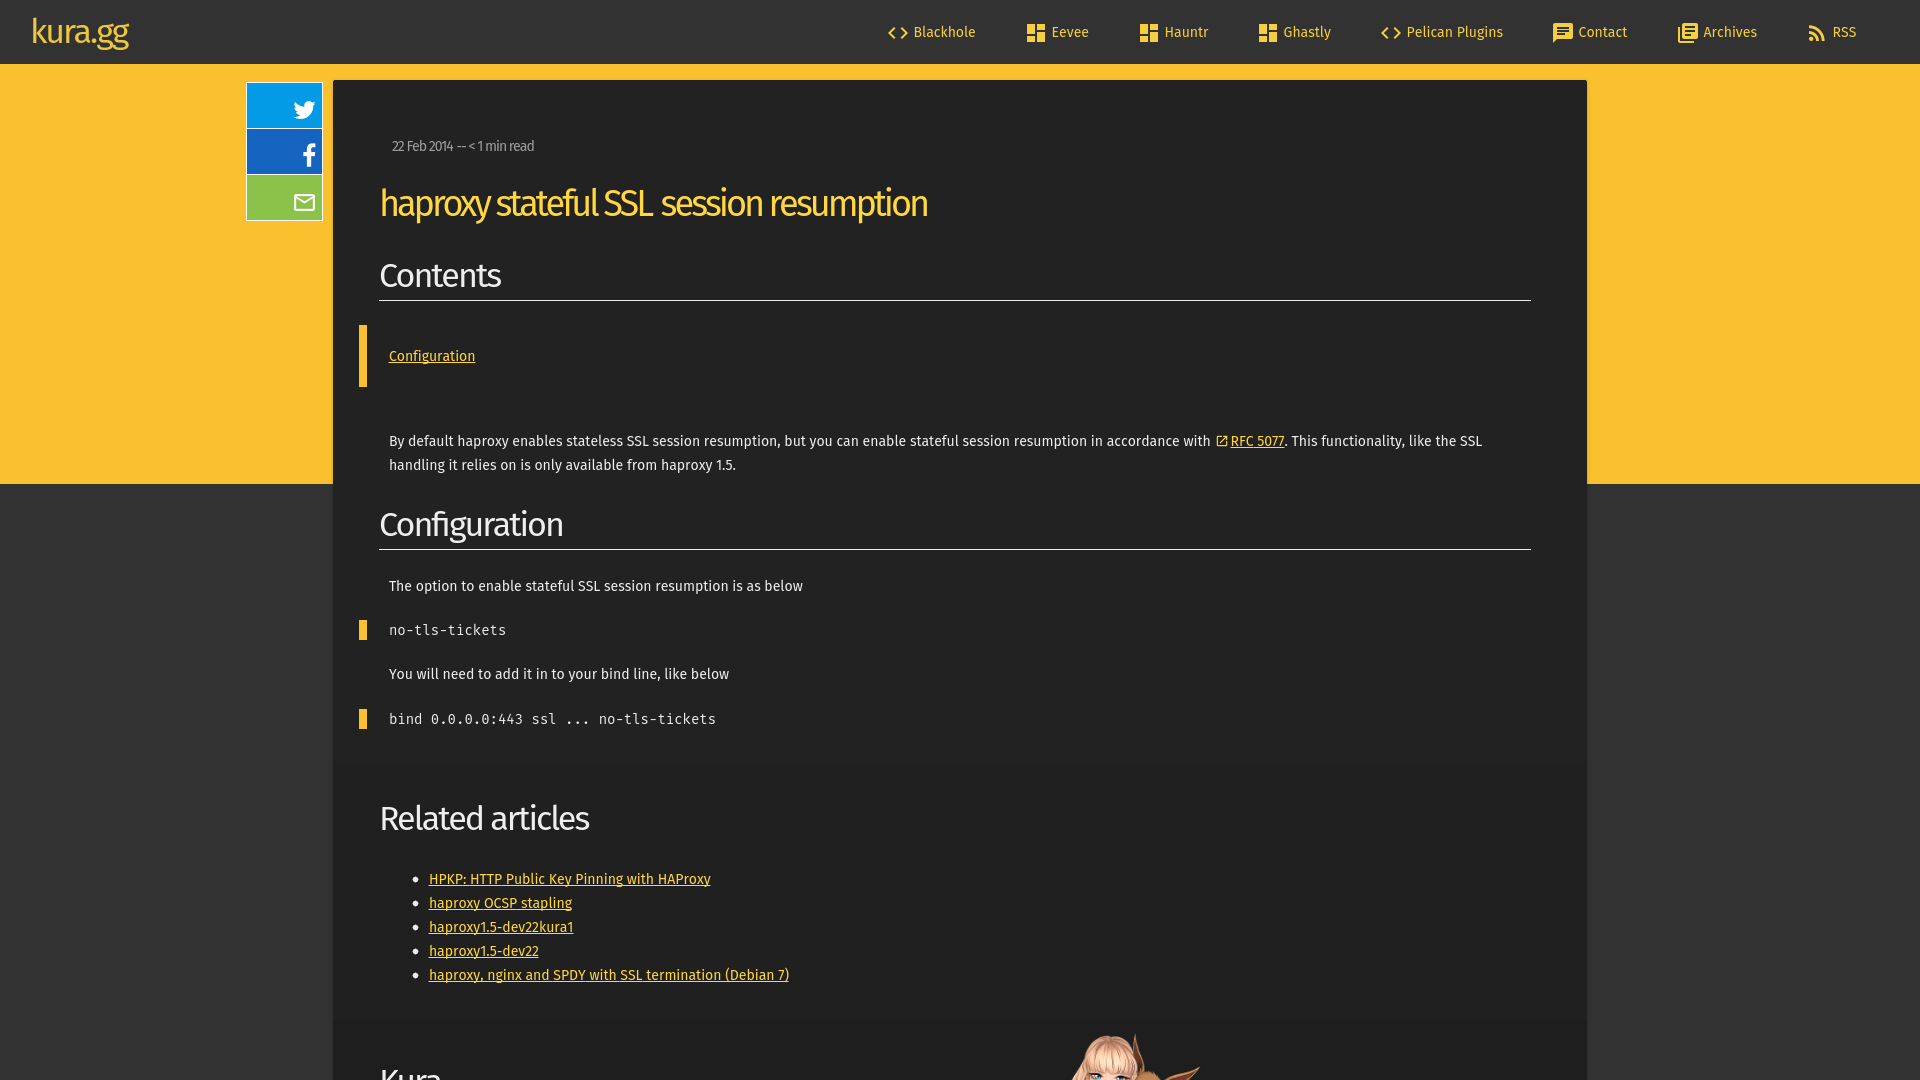 kura.gg
Blackhole
Eevee
Hauntr
Ghastly
Pelican Plugins
Contact
Archives
RSS
22 Feb 2014 -- < 1 min read
haproxy stateful SSL session resumption
Contents
Configuration
By default haproxy enables stateless SSL session resumption, but you can enable stateful session resumption in accordance with RFC 5077. This functionality, like the SSL
handling it relies on is only available from haproxy 1.5.
Configuration
The option to enable stateful SSL session resumption is as below
no-tls-tickets
You will need to add it in to your bind line, like below
bind 0.0.0.0:443 ssl ... no-tls-tickets
Related articles
HPKP: HTTP Public Key Pinning with HAProxy
haproxy OCSP stapling
haproxy1.5-dev22kura1
haproxy1.5-dev22
haproxy, nginx and SPDY with SSL termination (Debian 7)
Kura